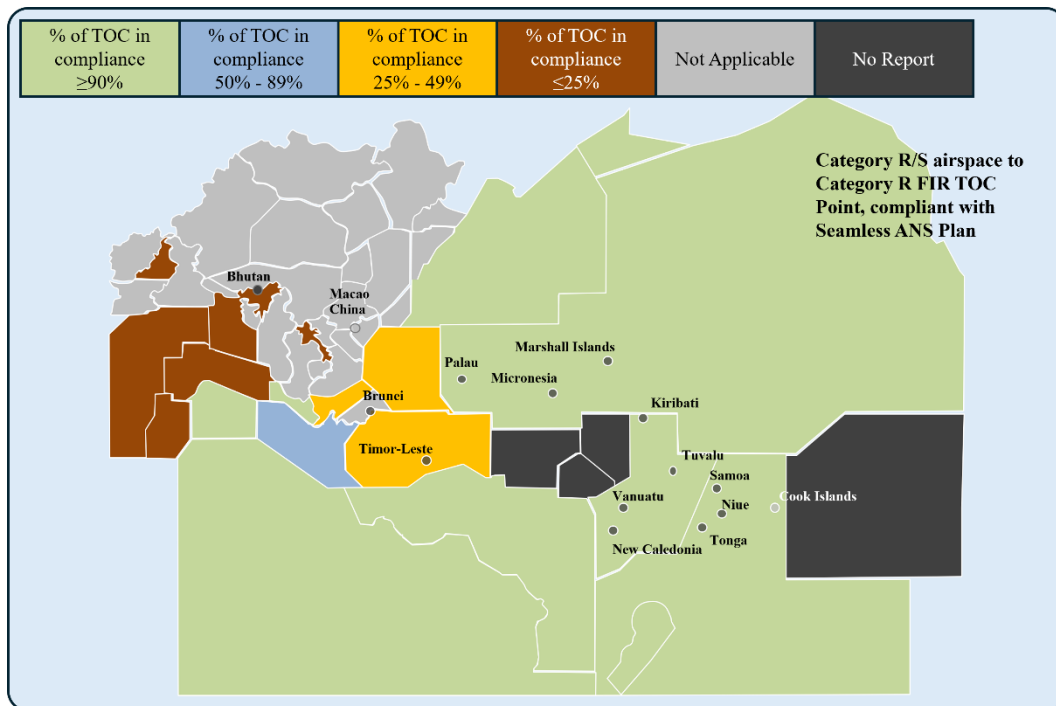 % of TOC in
compliance
≥90%
% of TOC in
compliance
50% - 89%
% of TOC in
compliance
25% - 49%
% of TOC in
compliance
≤25%
Not Applicable
No Report
Category R/S airspace to
Category R FIR TOC
Point, compliant with
Seamless ANS Plan
Bhutan
Macao
China
Marshall Islands
Palau
Micronesia
Brunei
Kiribati
Timor-Leste
Tuvalu
Samoa
Vanuatu
Niue
Cook Islands
New Caledonia
Tonga